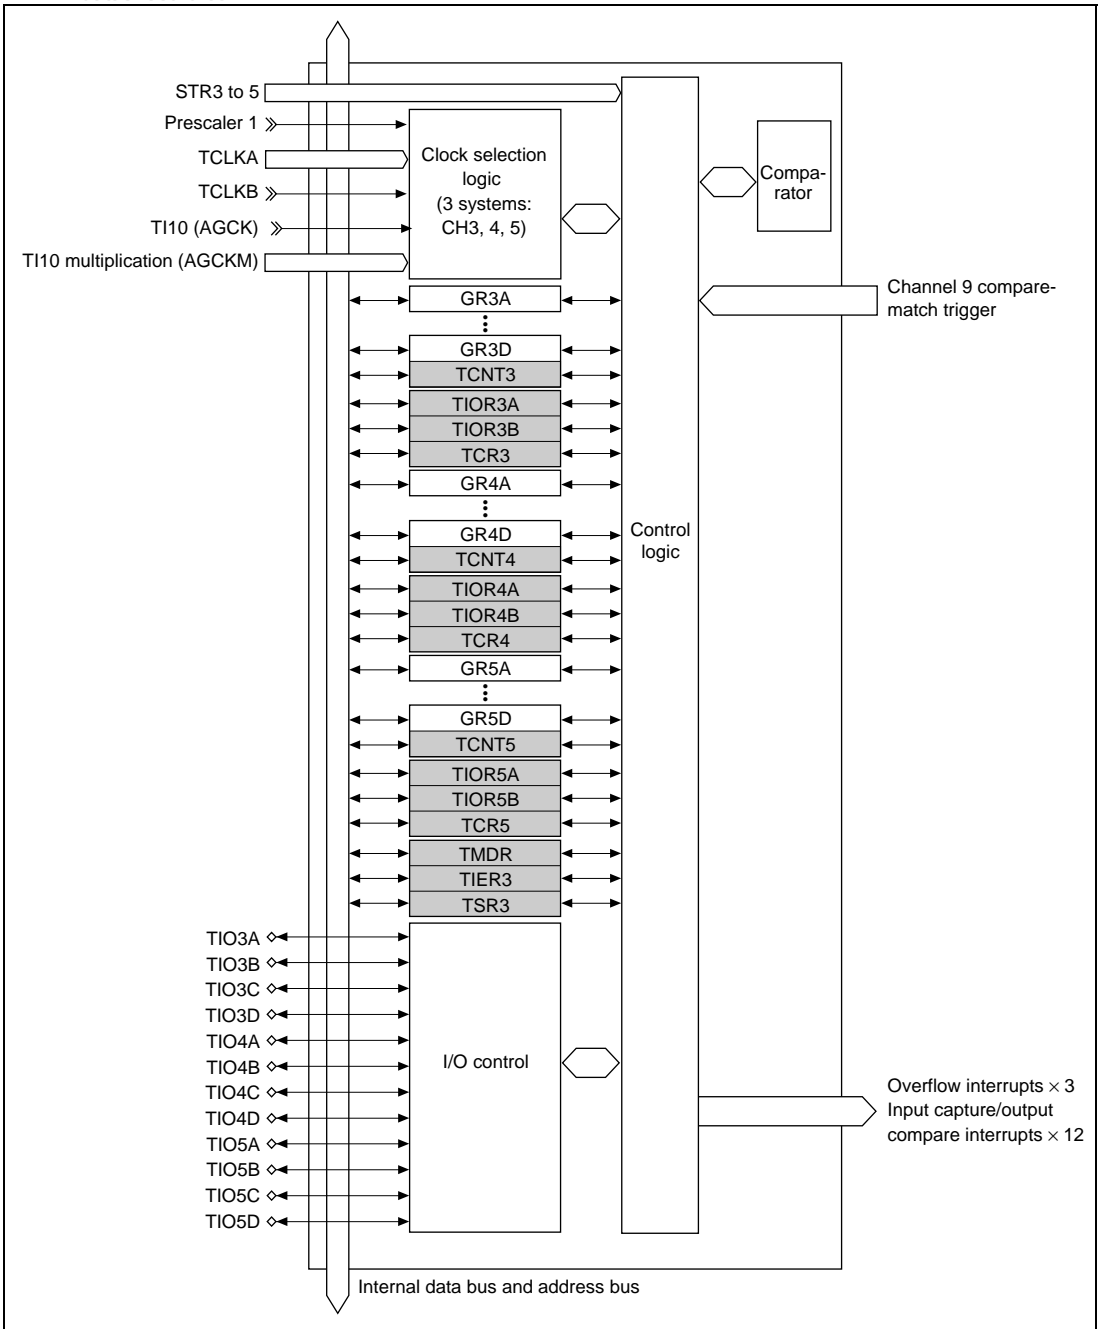 STR3 to 5
Prescaler 1
TCLKA
TCLKB
TI10 (AGCK)
TI10 multiplication (AGCKM)
Clock selection
logic
(3 systems:
CH3, 4, 5)
Compa-
rator
Channel 9 compare-
match trigger
GR3A
GR3D
TCNT3
TIOR3A
TIOR3B
TCR3
GR4A
GR4D
TCNT4
TIOR4A
TIOR4B
TCR4
GR5A
GR5D
TCNT5
TIOR5A
TIOR5B
TCR5
TMDR
TIER3
TSR3
Control
logic
TIO3A
TIO3B
TIO3C
TIO3D
TIO4A
TIO4B
TIO4C
TIO4D
TIO5A
TIO5B
TIO5C
TIO5D
I/O control
Overflow interrupts × 3
Input capture/output
compare interrupts × 12
Internal data bus and address bus